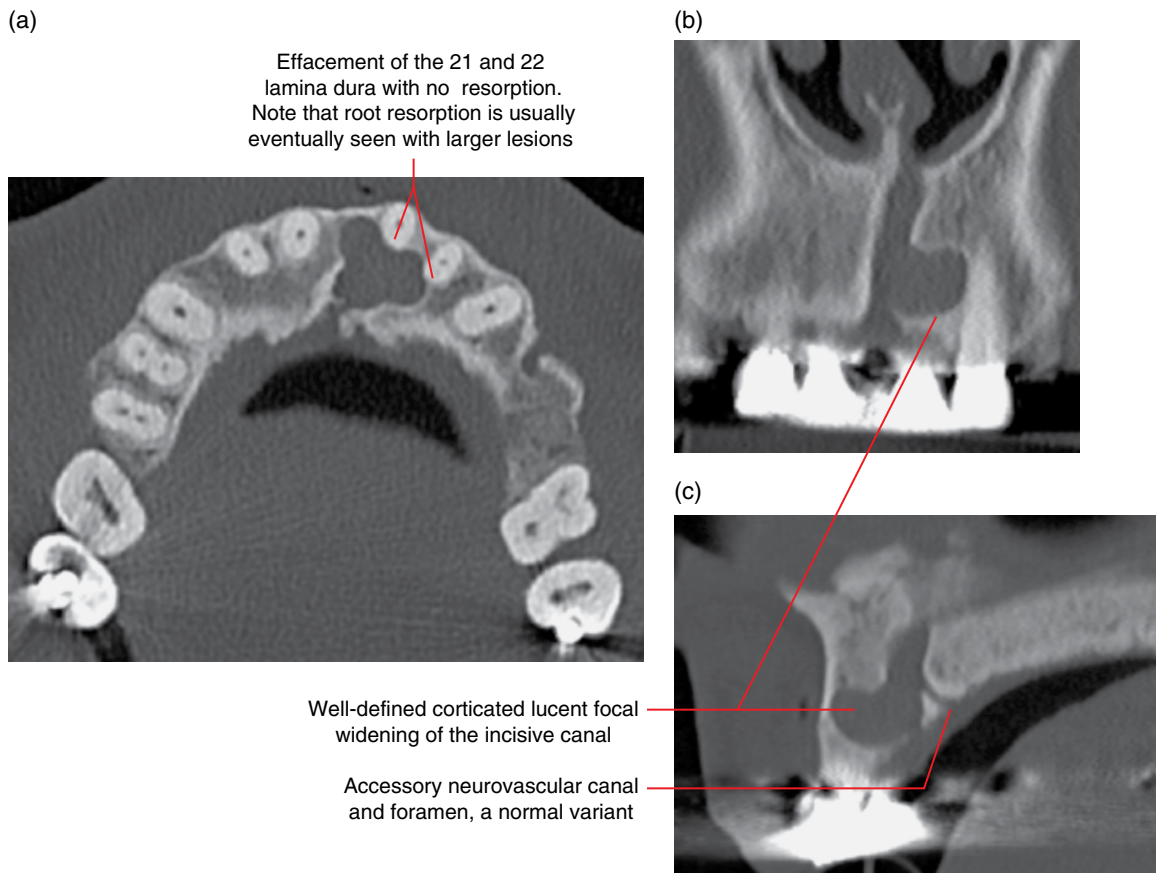 (a)
Effacement of the 21 and 22
lamina dura with no resorption.
Note that root resorption is usually
eventually seen with larger lesions
(b)
(c)
Well-defined corticated lucent focal
widening of the incisive canal
Accessory neurovascular canal
and foramen, a normal variant